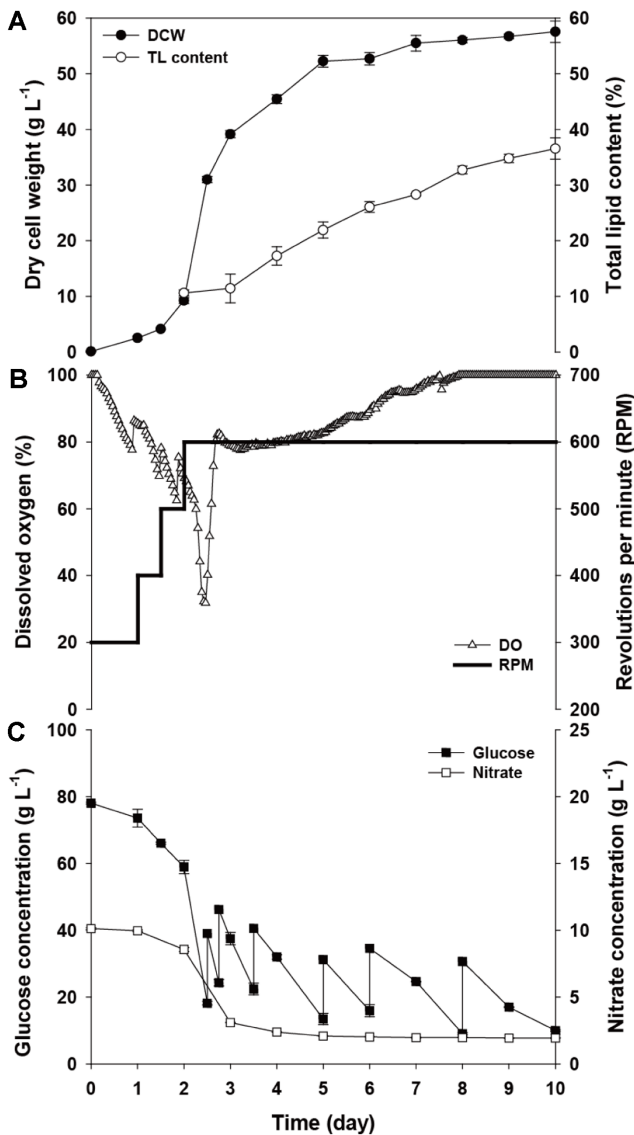 A
60
50
40
30
20
10
0
Dry cell weight (g L-1)
DCW
TL content
60
50
40
30
20
10
0
Total lipid content (%)
B
100
80
60
40
20
0
Dissolved oxygen (%)
DO
RPM
700
600
500
400
300
200
Revolutions per minute (RPM)
C
100
80
60
40
20
0
Glucose concentration (g L-1)
Glucose
Nitrate
25
20
15
10
5
0
Nitrate concentration (g L-1)
0 1 2 3 4 5 6 7 8 9 10
Time (day)